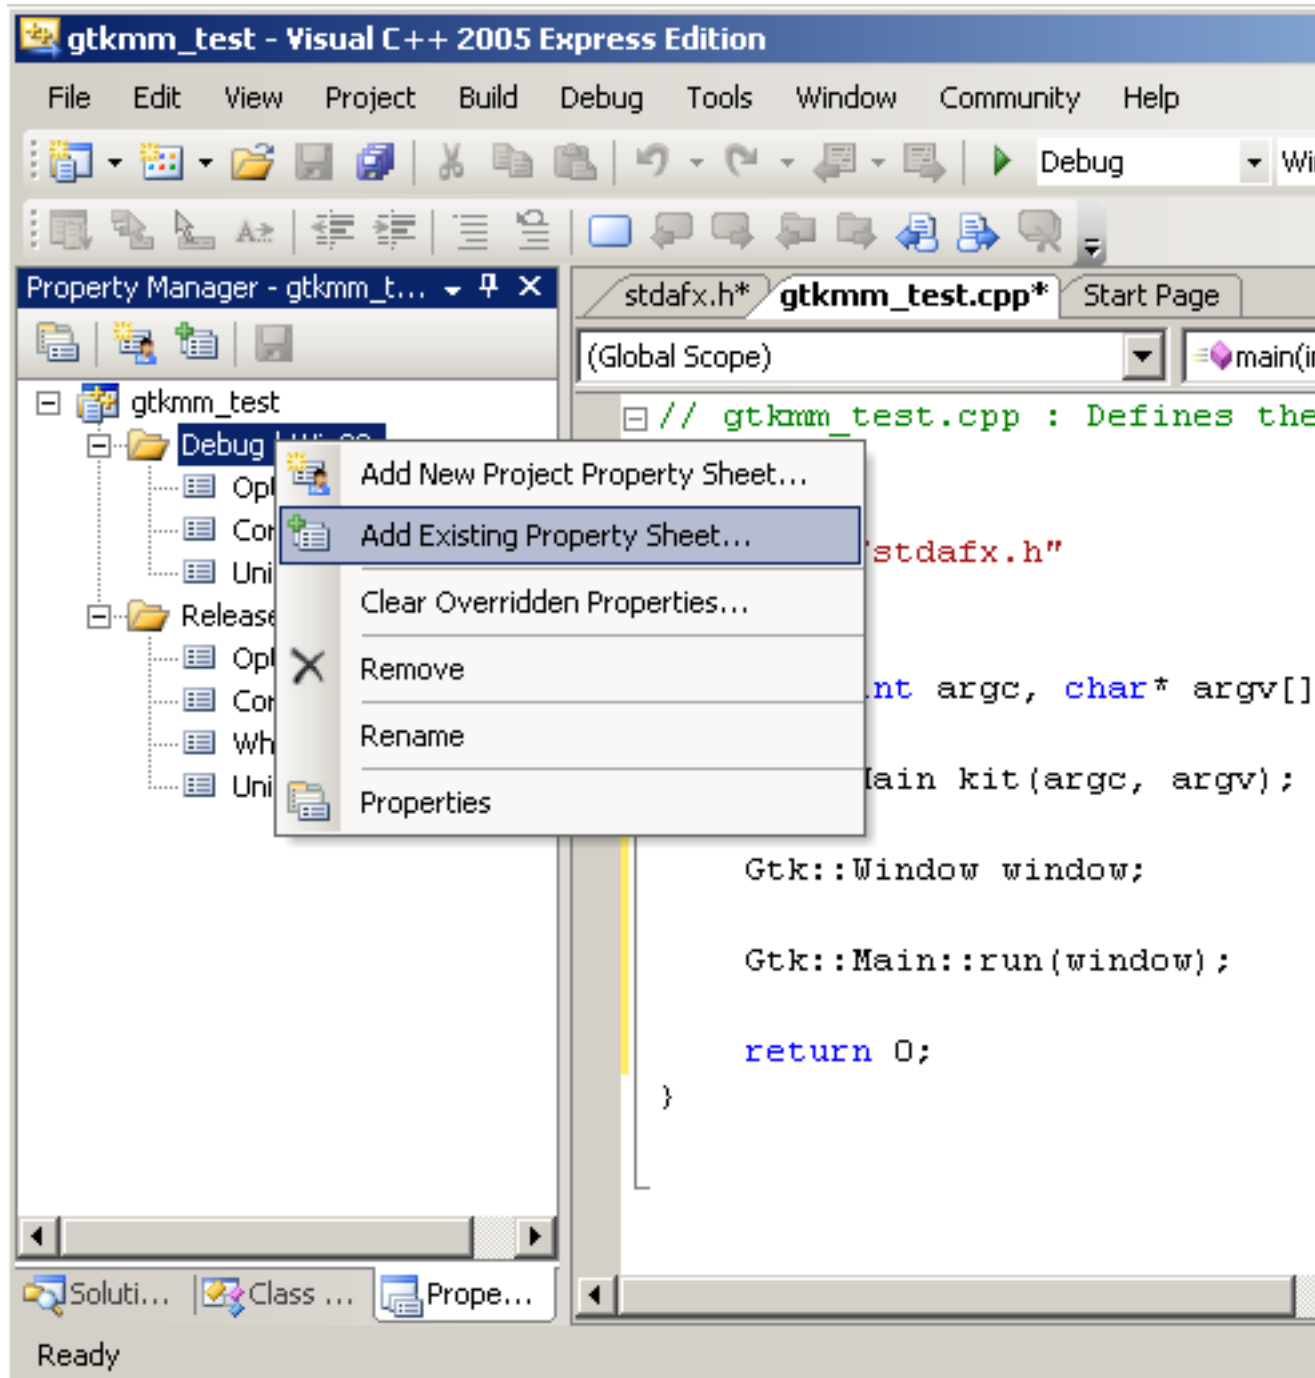 gtkmm_test - Visual C++ 2005 Express Edition
File Edit View Project Build Debug Tools Window Community Help
Debug
Property Manager - gtkmm_t...
stdafx.h* gtkmm_test.cpp* Start Page
(Global Scope) main(
gtkmm_test
// gtkmm_test.cpp : Defines the
Debug
Add New Project Property Sheet...
Add Existing Property Sheet...
stdafx.h"
Clear Overridden Properties...
Release
Remove
argc, char* argv[]
Rename
kit(argc, argv);
Properties
Gtk::Window window;
Gtk::Main::run(window);
return 0;
}
Soluti... Class ... Prope...
Ready